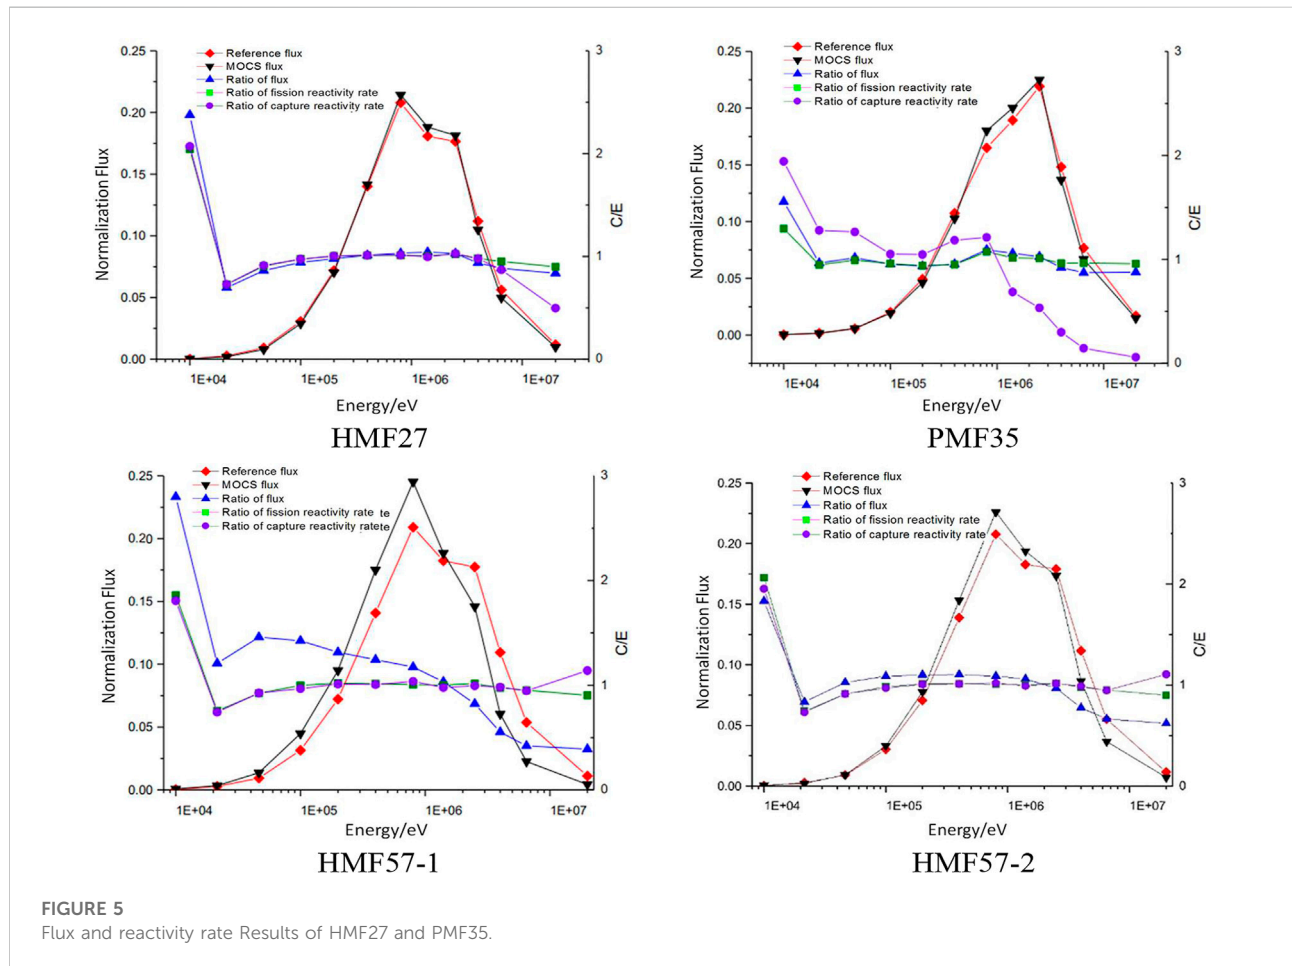 0.25
0.20
0.15
0.10
0.05
0.00
Normalization Flux
Reference flux
MOCS flux
Ratio of flux
Ratio of fission reactivity rate
Ratio of capture reactivity rate
3
2
1
0
C/E
1E+04
1E+05
1E+06
1E+07
Energy/eV
HMF27
0.25
0.20
0.15
0.10
0.05
0.00
Normalization Flux
Reference flux
MOCS flux
Ratio of flux
Ratio of fission reactivity rate
Ratio of capture reactivity rate
3
2
1
0
C/E
1E+04
1E+05
1E+06
1E+07
Energy/eV
PMF35
0.25
0.20
0.15
0.10
0.05
0.00
Normalization Flux
Reference flux
MOCS flux
Ratio of flux
Ratio of fission reactivity rate te
Ratio of capture reactivity ratete
3
2
1
0
C/E
1E+04
1E+05
1E+06
1E+07
Energy/eV
HMF57-1
0.25
0.20
0.15
0.10
0.05
0.00
Normalization Flux
Reference flux
MOCS flux
Ratio of flux
Ratio of fission reactivity rate
Ratio of capture reactivity rate
3
2
1
0
C/E
1E+04
1E+05
1E+06
1E+07
Energy/eV
HMF57-2
FIGURE 5
Flux and reactivity rate Results of HMF27 and PMF35.